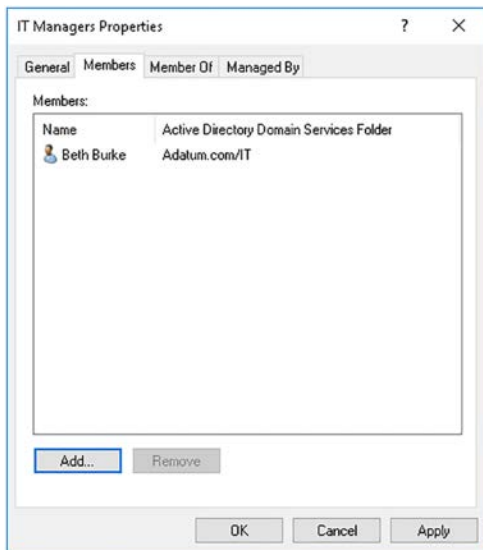 IT Managers Properties ? ✕
General Members Member Of Managed By
Members:
Name Active Directory Domain Services Folder
Beth Burke Adatum.com/IT
Add... Remove
OK Cancel Apply